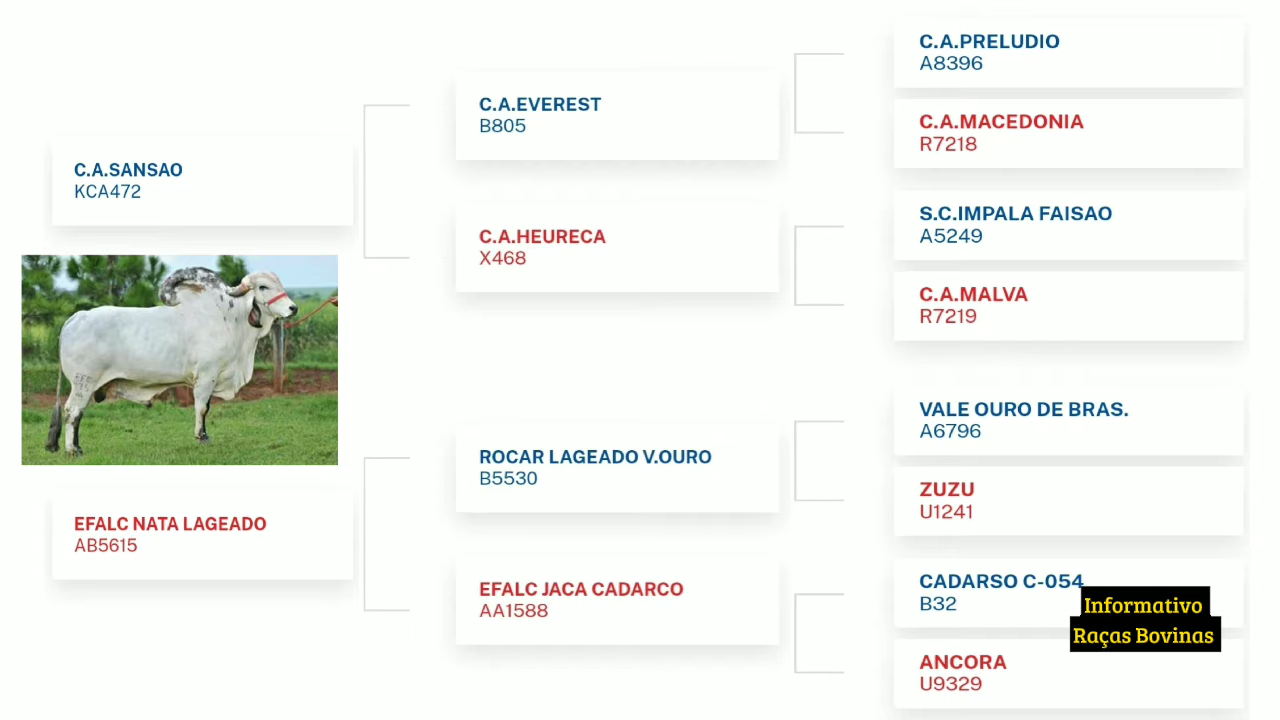 C.A.SANSAO
KCA472
EFALC NATA LAGEADO
AB5615
C.A.EVEREST
B805
C.A.HEURECA
X468
ROCAR LAGEADO V.OURO
B5530
EFALC JACA CADARCO
AA1588
C.A.PRELUDIO
A8396
C.A.MACEDONIA
R7218
S.C.IMPALA FAISAO
A5249
C.A.MALVA
R7219
VALE OURO DE BRAS.
A6796
ZUZU
U1241
CADARSO C-054
B32
ANCORA
U9329
Informativo
Raças Bovinas